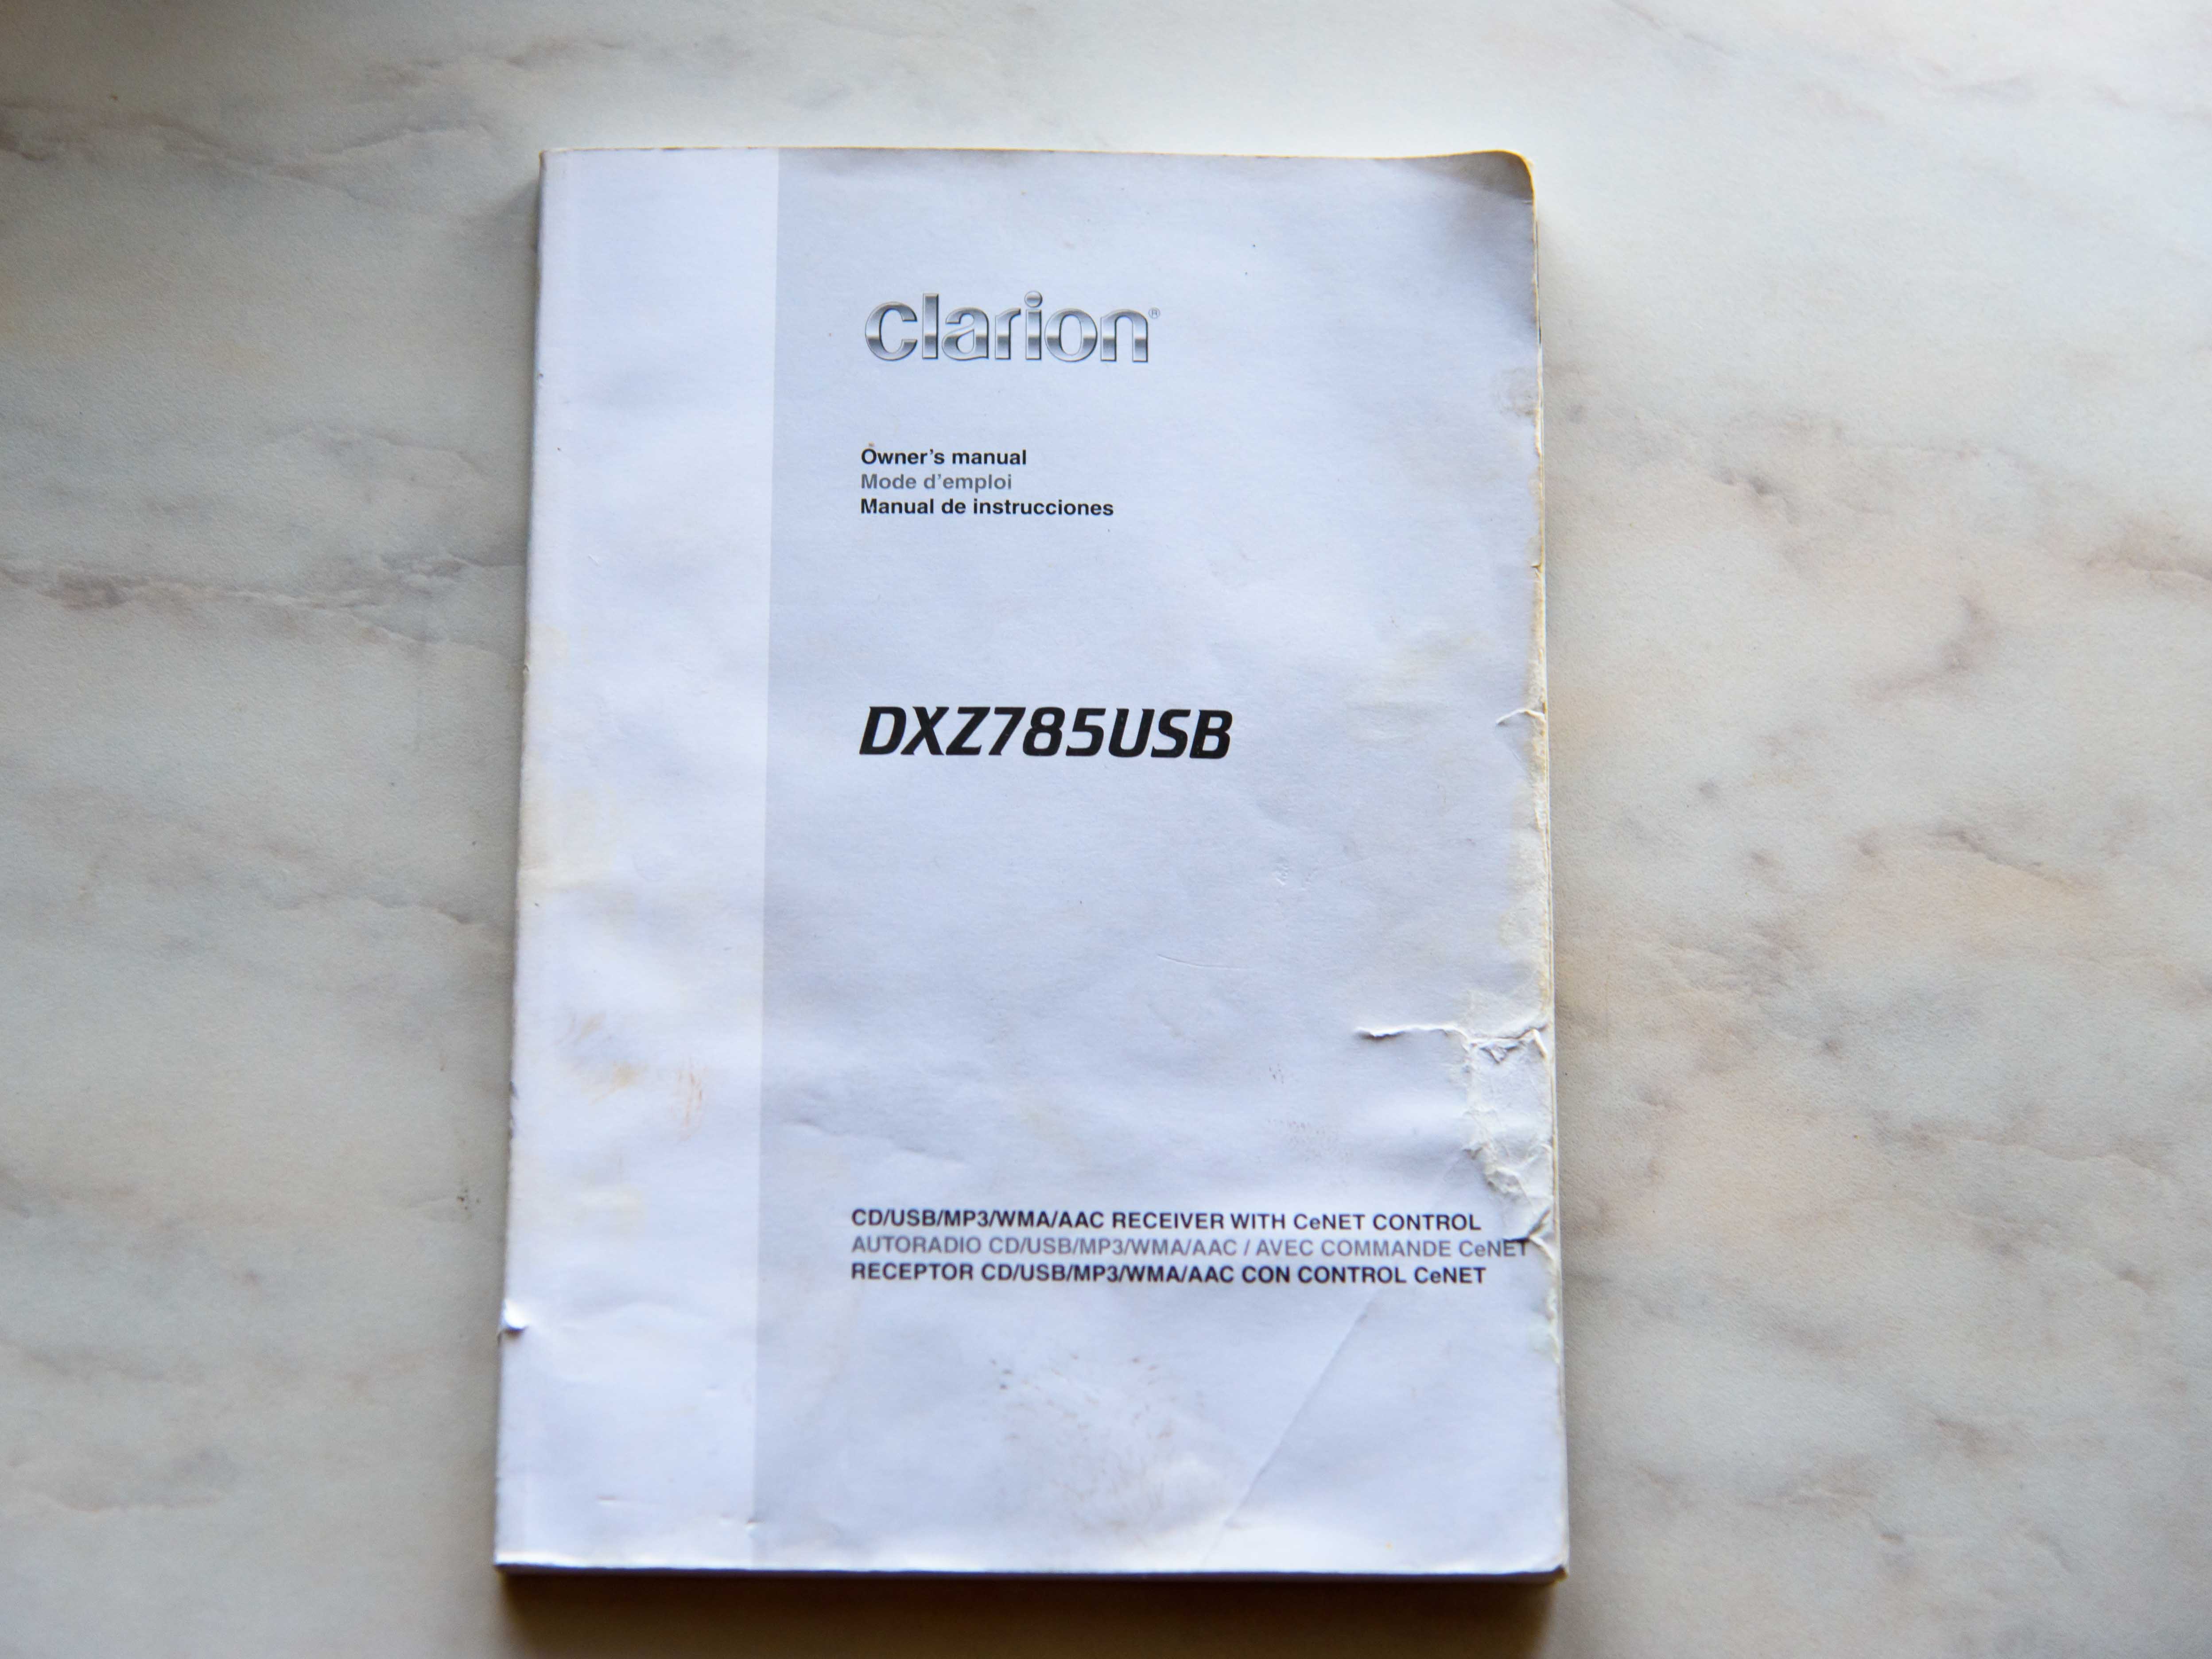 clarion®
Owner's manual
Mode d'emploi
Manual de instrucciones
DXZ785USB
CD/USB/MP3/WMA/AAC RECEIVER WITH CeNET CONTROL
AUTORADIO CD/USB/MP3/WMA/AAC / AVEC COMMANDE CeNET
RECEPTOR CD/USB/MP3/WMA/AAC CON CONTROL CeNET